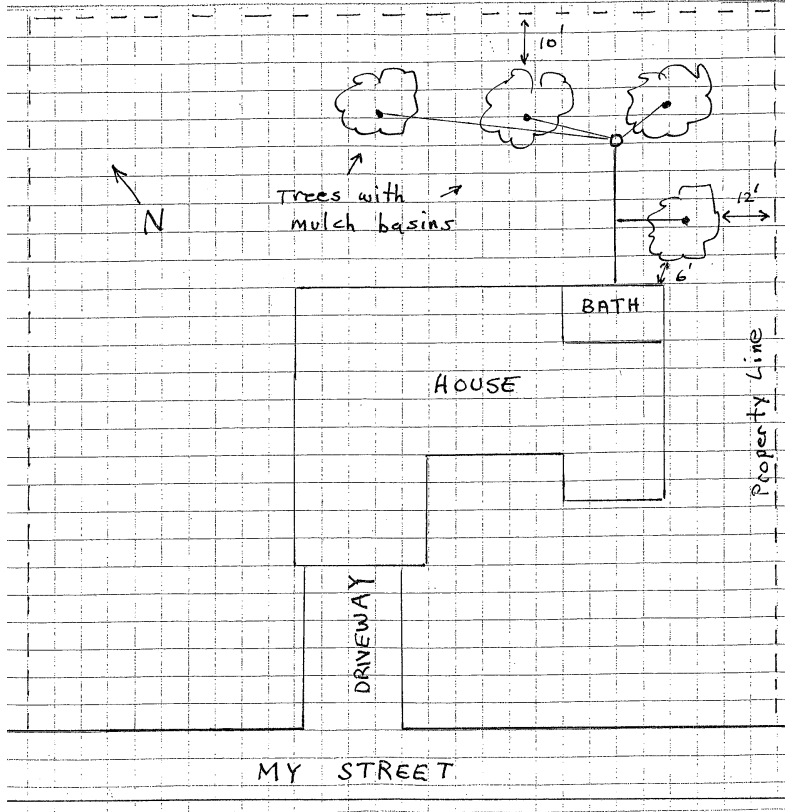 10'
Trees with
mulch basins
N
12'
6'
BATH
HOUSE
Property Line
DRIVEWAY
MY STREET